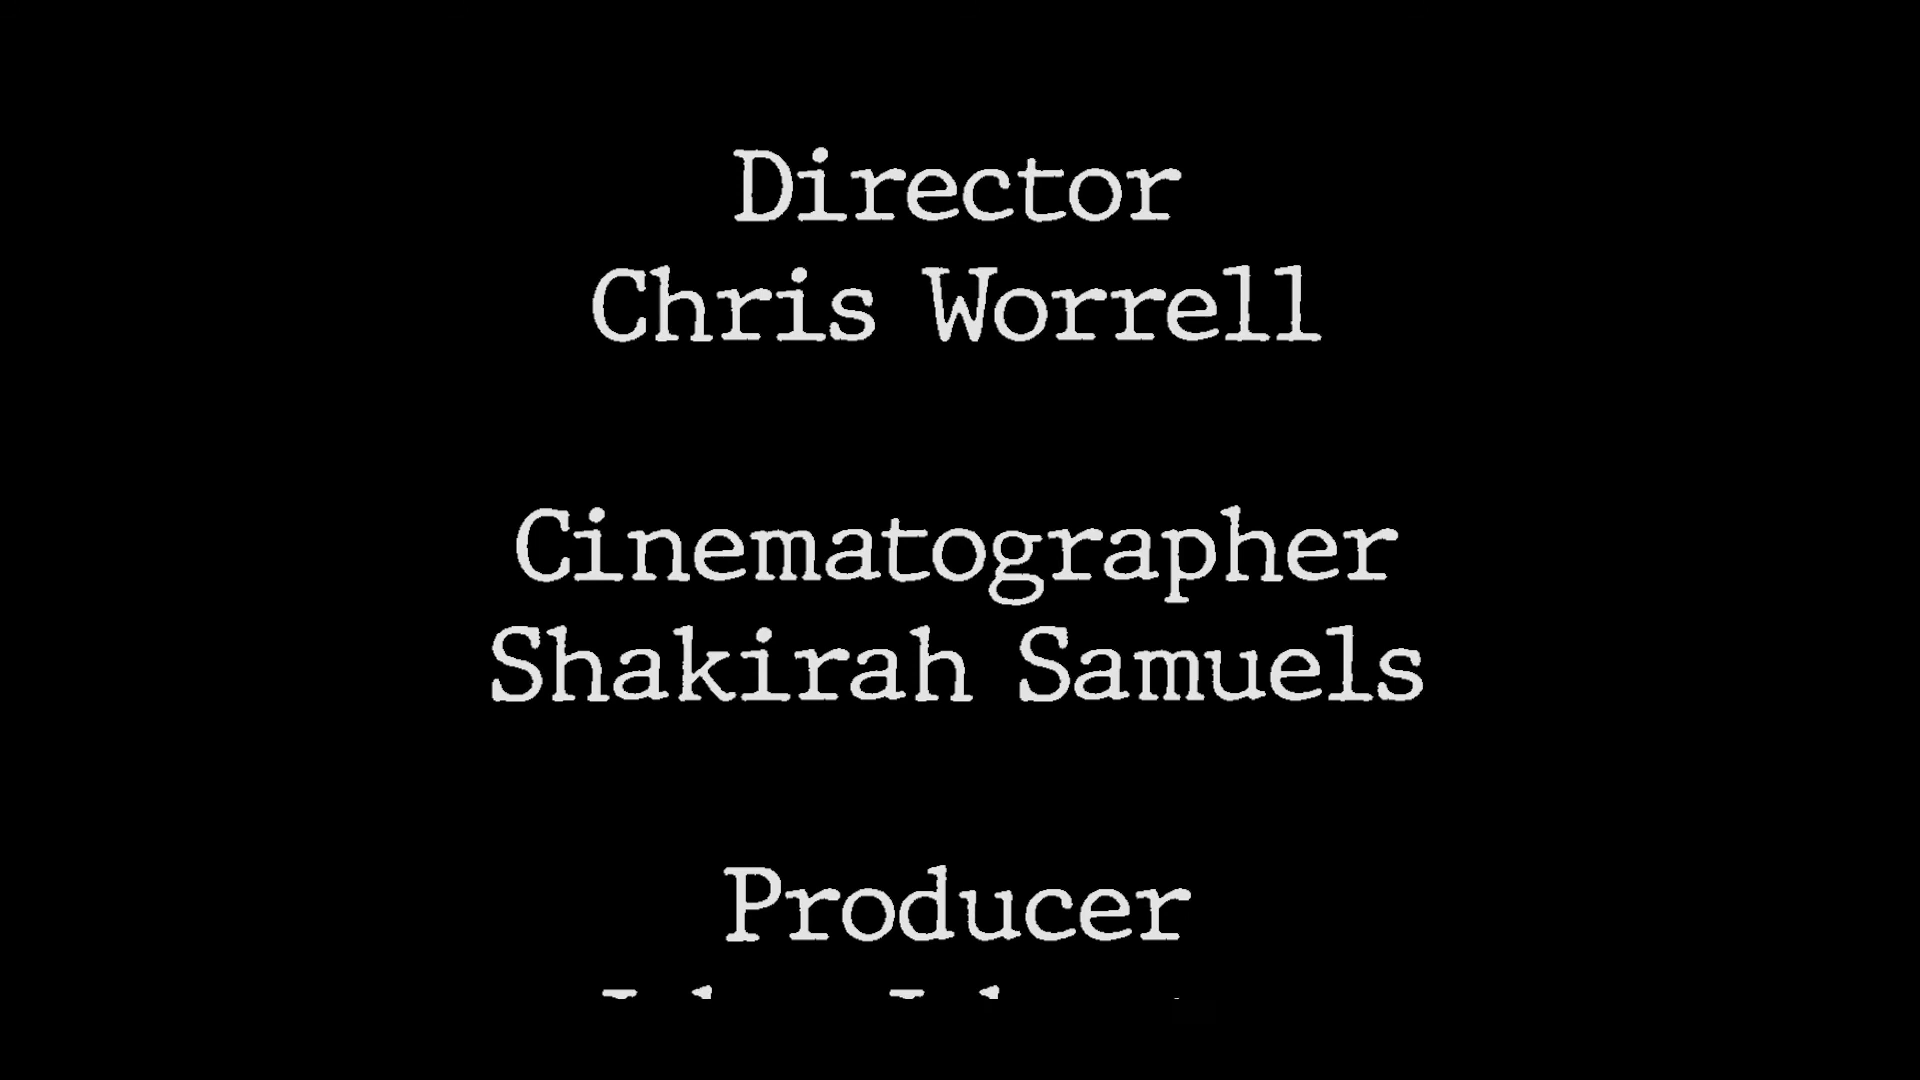 Director
Chris Worrell
Cinematographer
Shakirah Samuels
Producer